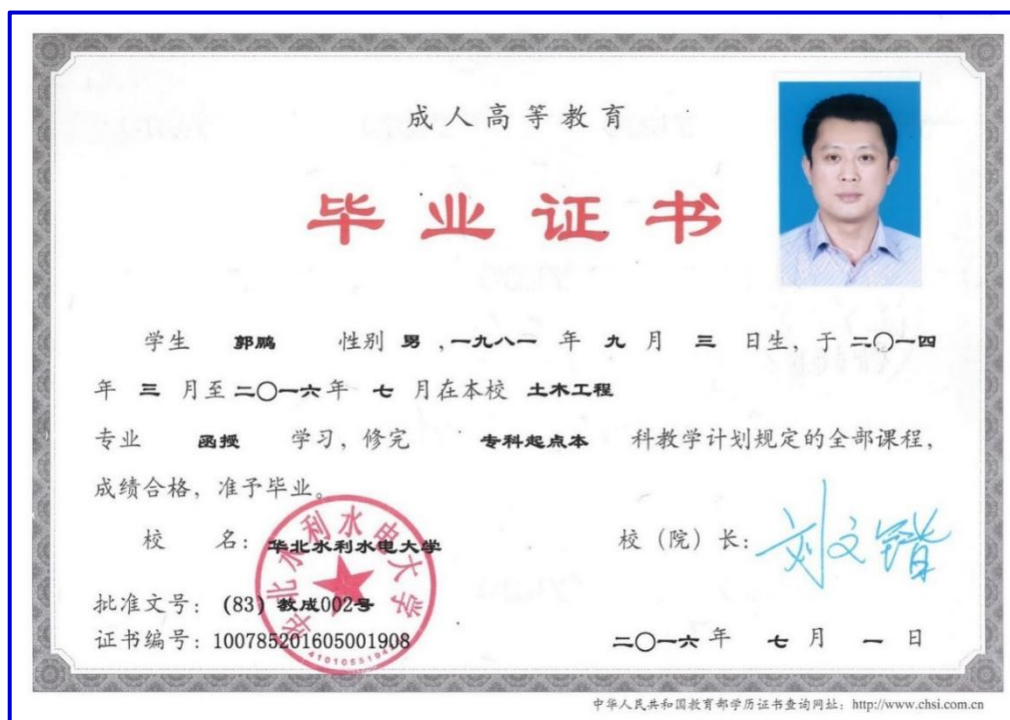 成人高等教育
毕业证书
学生 郭鹏 性别 男 ,一九八一 年 九 月 三 日生, 于 二〇一四
年 三 月至 二〇一六 年 七 月在本校 土木工程
专业 函授 学习, 修完 专科起点本 科教学计划规定的全部课程,
成绩合格, 准予毕业。
校 名: 华北水利水电大学
校 (院) 长: 刘文锴
华北水利水电大学
批准文号: (83) 教成002号
证书编号: 100785201605001908
二〇一六 年 七 月 一 日
中华人民共和国教育部学历证书查询网址: http://www.chsi.com.cn